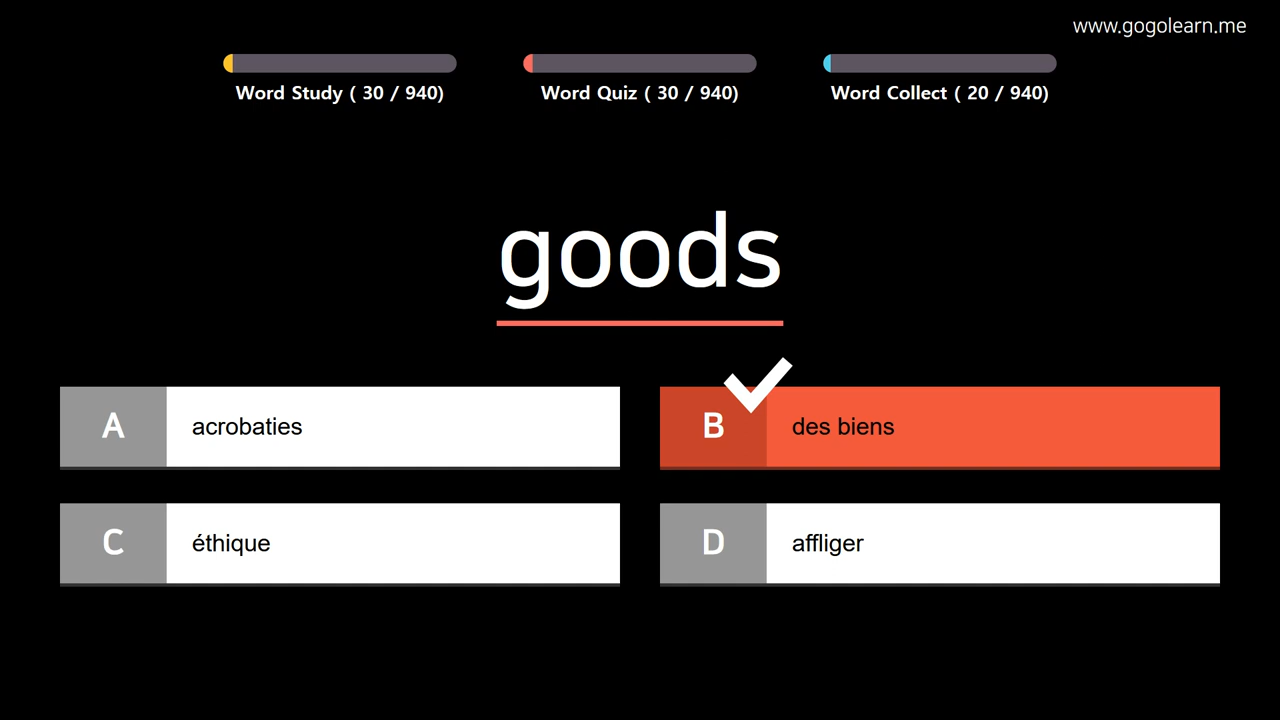 www.gogolearn.me
Word Study ( 30 / 940)
Word Quiz ( 30 / 940)
Word Collect ( 20 / 940)
goods
A
acrobaties
B
des biens
C
éthique
D
affliger